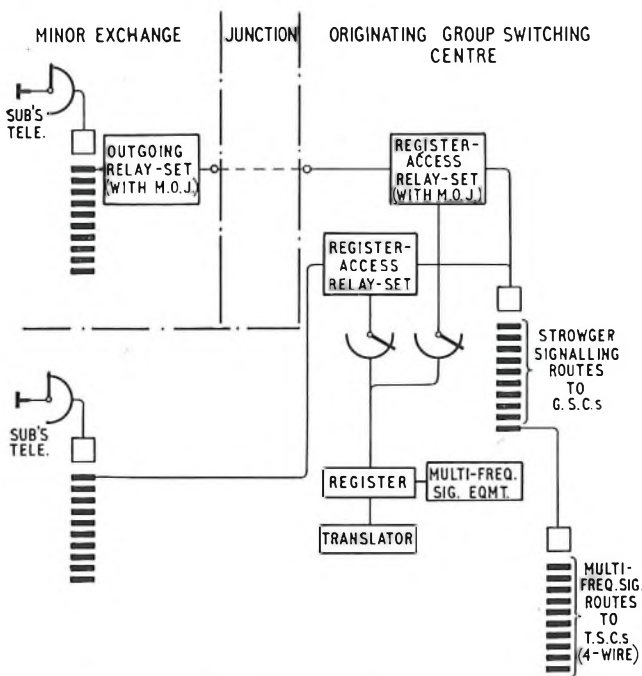 MINOR EXCHANGE
JUNCTION
ORIGINATING GROUP SWITCHING
CENTRE
SUB'S
TELE.
OUTGOING
RELAY-SET
(WITH M.O.J.)
REGISTER-
ACCESS
RELAY-SET
(WITH M.O.J.)
REGISTER-
ACCESS
RELAY-SET
STROWGER
SIGNALLING
ROUTES
TO
G.S.C.s
SUB'S
TELE.
REGISTER
MULTI-FREQ.
SIG. EQMT.
TRANSLATOR
MULTI-
FREQ.SIG.
ROUTES
TO
T.S.C.s
(4-WIRE)